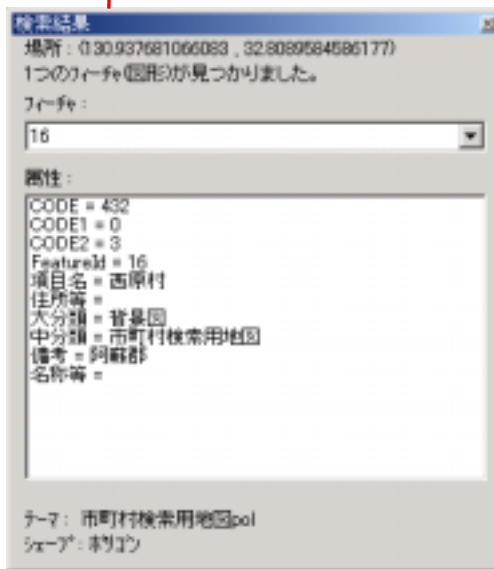 検索結果
場所 : (130.937681066083 , 32.8089584586177)
1つのフィーチャ(図形)が見つかりました。
フィーチャ :
16
属性 :
CODE = 432
CODE1 = 0
CODE2 = 3
FeatureId = 16
項目名 = 西原村
住所等 =
大分類 = 背景図
中分類 = 市町村検索用地図
備考 = 阿蘇郡
名称等 =
テーマ : 市町村検索用地図pol
シェープ : ポリゴン